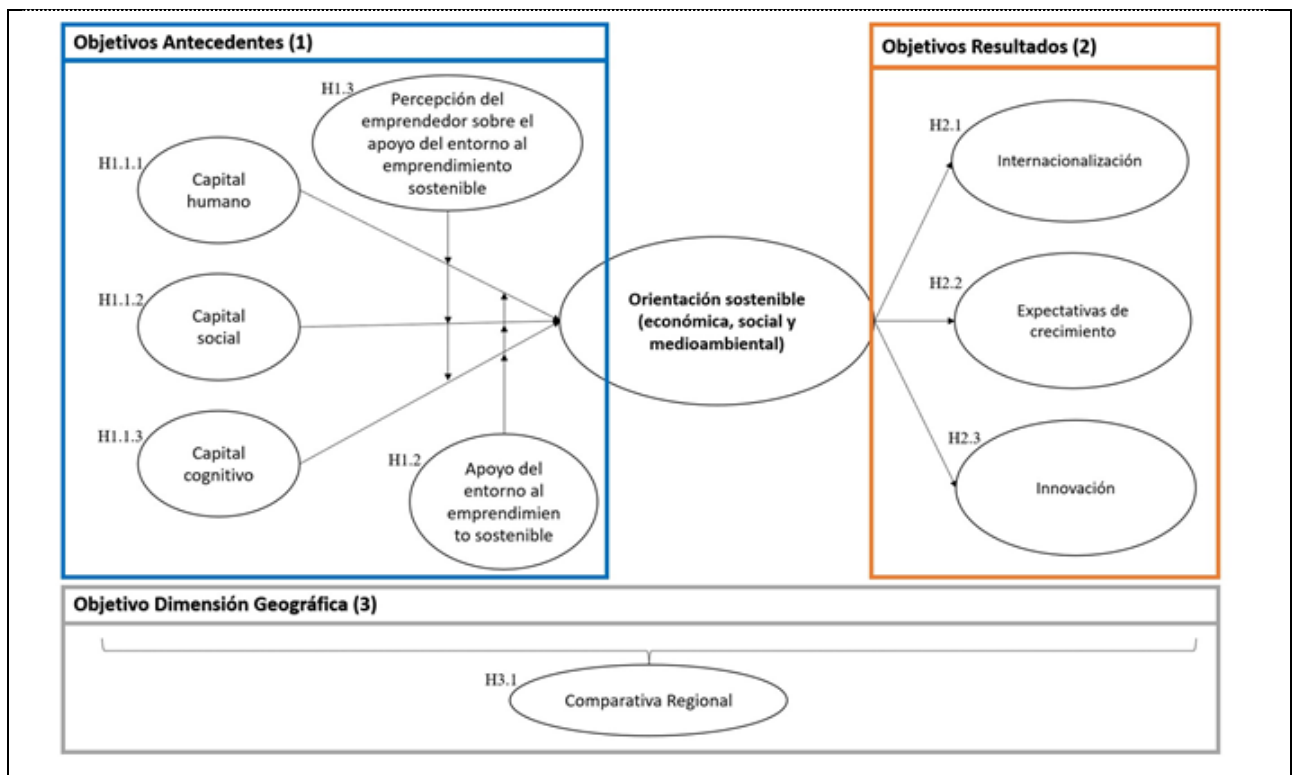 Objetivos Antecedentes (1)
H1.3
Percepción del
emprendedor sobre el
apoyo del entorno al
emprendimiento
sostenible
H1.1.1
Capital
humano
H1.1.2
Capital
social
H1.1.3
Capital
cognitivo
H1.2
Apoyo del
entorno al
emprendimien
to sostenible
Orientación sostenible
(económica, social y
medioambiental)
Objetivos Resultados (2)
H2.1
Internacionalización
H2.2
Expectativas de
crecimiento
H2.3
Innovación
Objetivo Dimensión Geográfica (3)
H3.1
Comparativa Regional